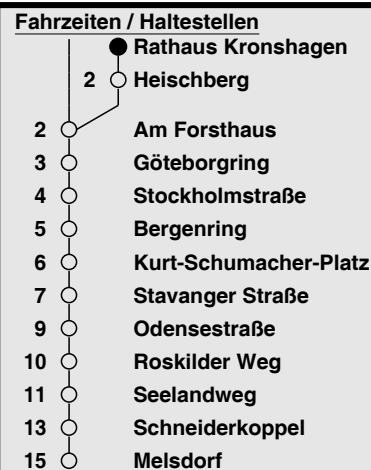 Fahrzeiten / Haltestellen
Rathaus Kronshagen
2 Heischberg
2 Am Forsthaus
3 Göteborgring
4 Stockholmstraße
5 Bergenring
6 Kurt-Schumacher-Platz
7 Stavanger Straße
9 Odensestraße
10 Roskilder Weg
11 Seelandweg
13 Schneiderkoppel
15 Melsdorf